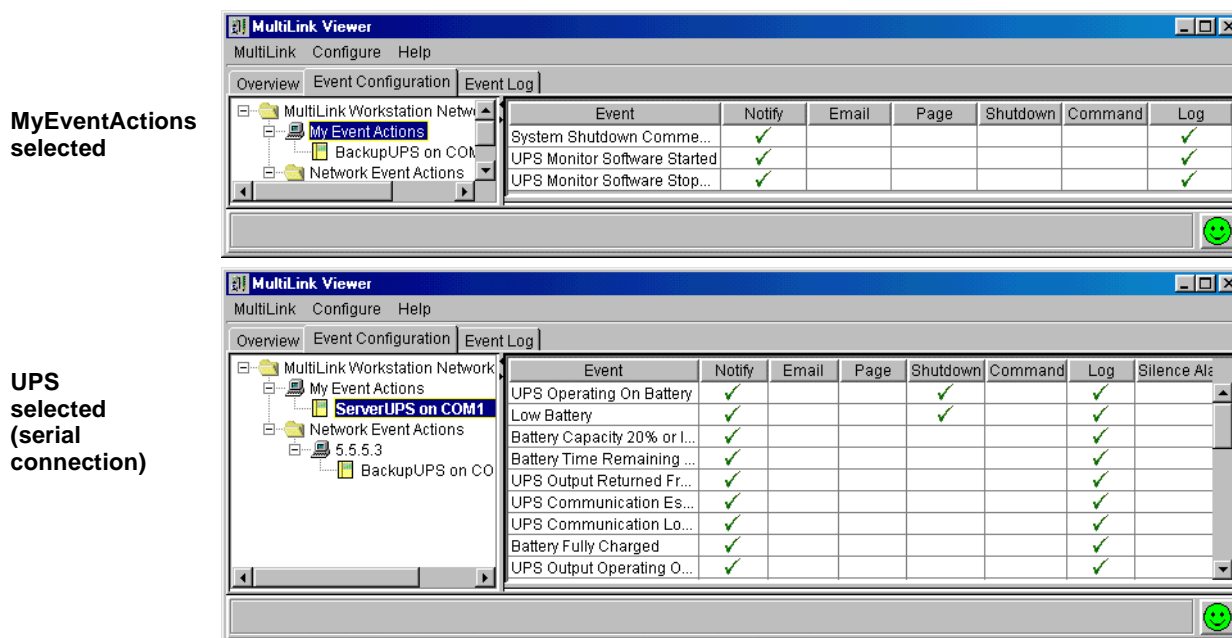 MyEventActions
selected
MultiLink Viewer
MultiLink Configure Help
Overview Event Configuration Event Log
MultiLink Workstation Netw
My Event Actions
BackupUPS on COM
Network Event Actions
Event Notify Email Page Shutdown Command Log
System Shutdown Comme...
UPS Monitor Software Started
UPS Monitor Software Stop...
UPS
selected
(serial
connection)
MultiLink Viewer
MultiLink Configure Help
Overview Event Configuration Event Log
MultiLink Workstation Network
My Event Actions
ServerUPS on COM1
Network Event Actions
5.5.5.3
BackupUPS on CO
Event Notify Email Page Shutdown Command Log Silence Ala
UPS Operating On Battery
Low Battery
Battery Capacity 20% or l...
Battery Time Remaining ...
UPS Output Returned Fr...
UPS Communication Es...
UPS Communication Lo...
Battery Fully Charged
UPS Output Operating O...